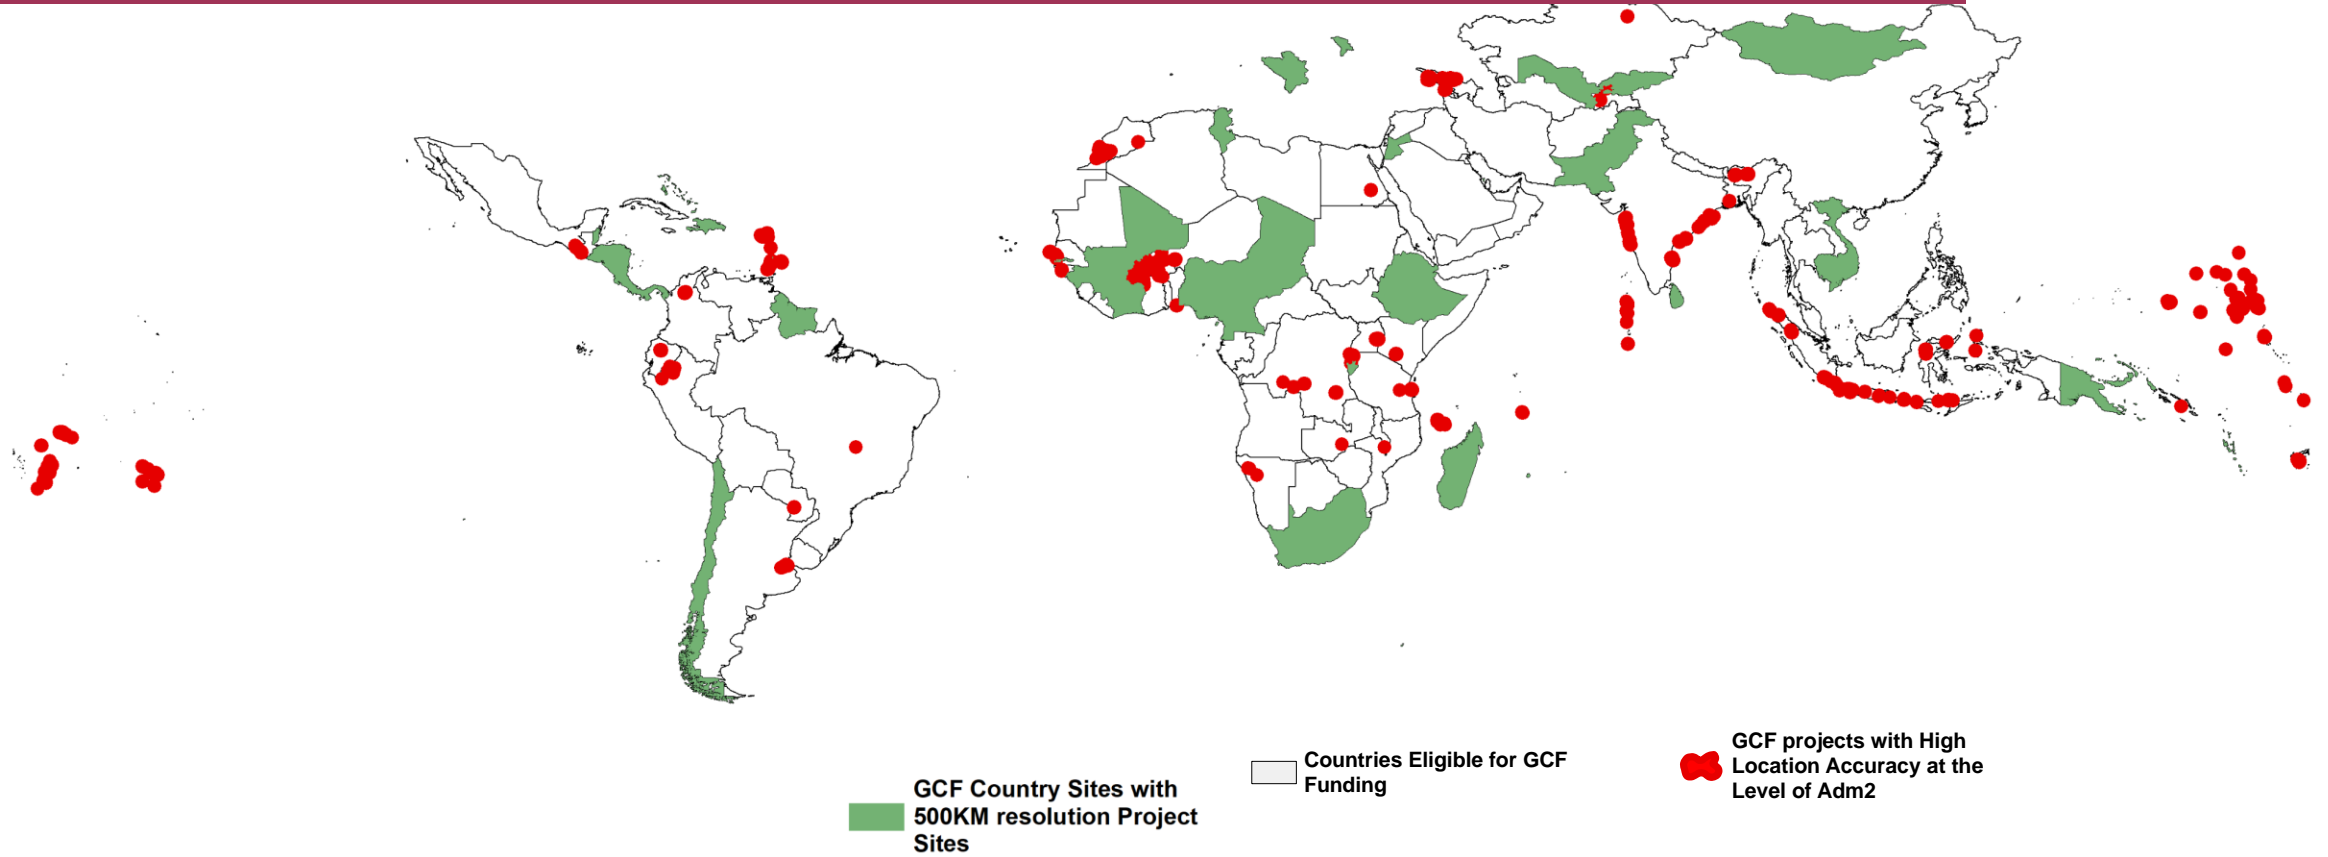 GCF projects with High
Location Accuracy at the
Level of Adm2
Countries Eligible for GCF
Funding
GCF Country Sites with
500KM resolution Project
Sites